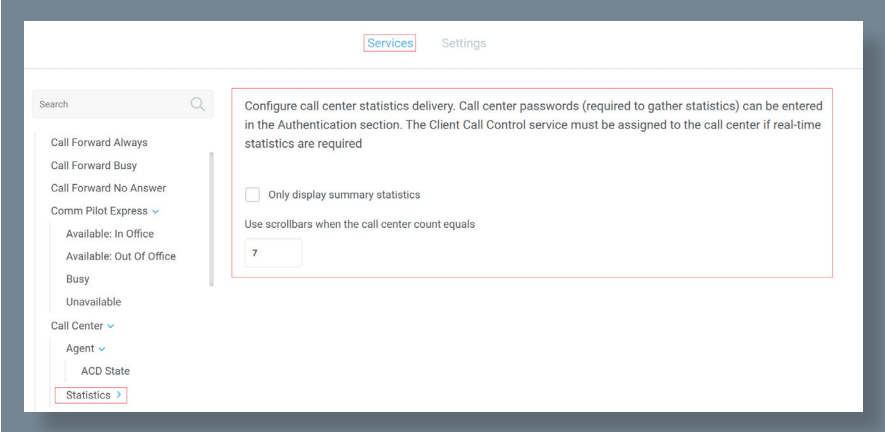 Services Settings
Search
Call Forward Always
Call Forward Busy
Call Forward No Answer
Comm Pilot Express
Available: In Office
Available: Out Of Office
Busy
Unavailable
Call Center
Agent
ACD State
Statistics
Configure call center statistics delivery. Call center passwords (required to gather statistics) can be entered
in the Authentication section. The Client Call Control service must be assigned to the call center if real-time
statistics are required
Only display summary statistics
Use scrollbars when the call center count equals
7